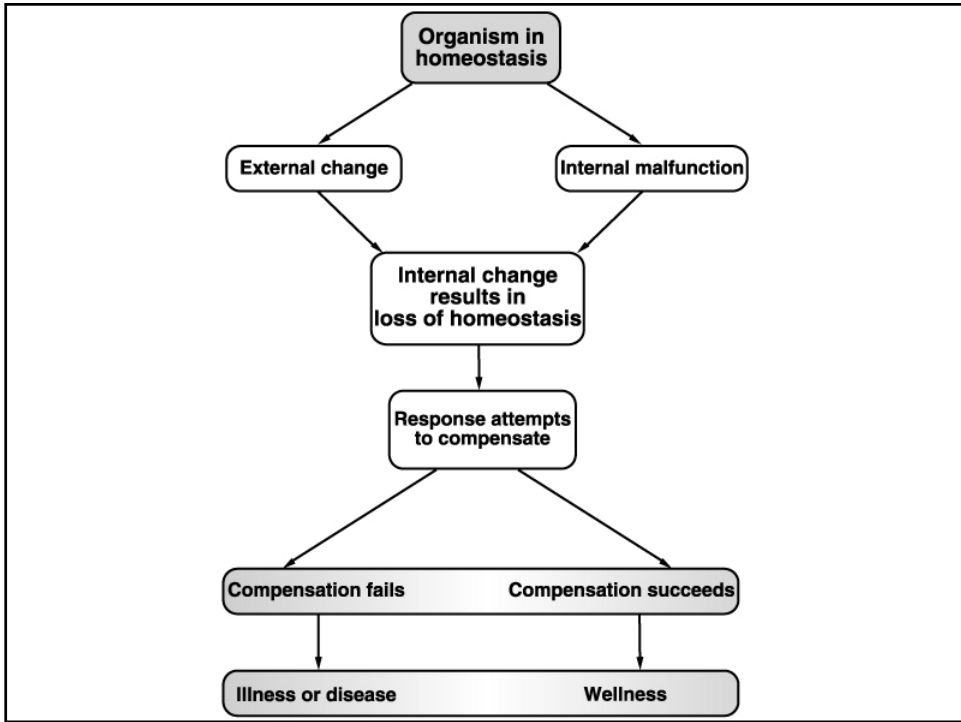 Organism in
homeostasis
External change
Internal malfunction
Internal change
results in
loss of homeostasis
Response attempts
to compensate
Compensation fails
Compensation succeeds
Illness or disease
Wellness